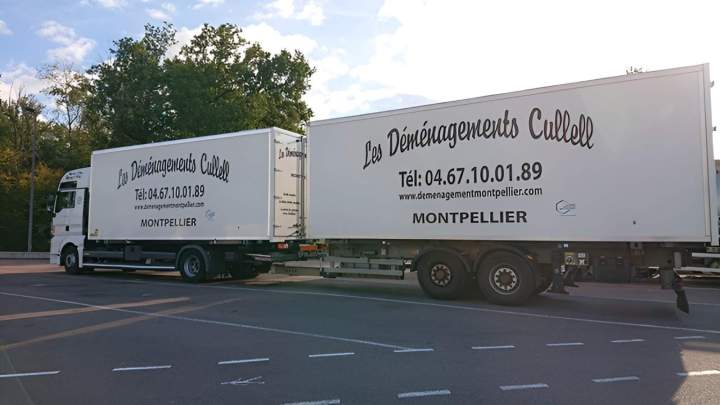 Les Déménagements Cullell
Tél: 04.67.10.01.89
www.demenagementmontpellier.com
MONTPELLIER
Les Déménagements Cullell
Tél: 04.67.10.01.89
www.demenagementmontpellier.com
MONTPELLIER